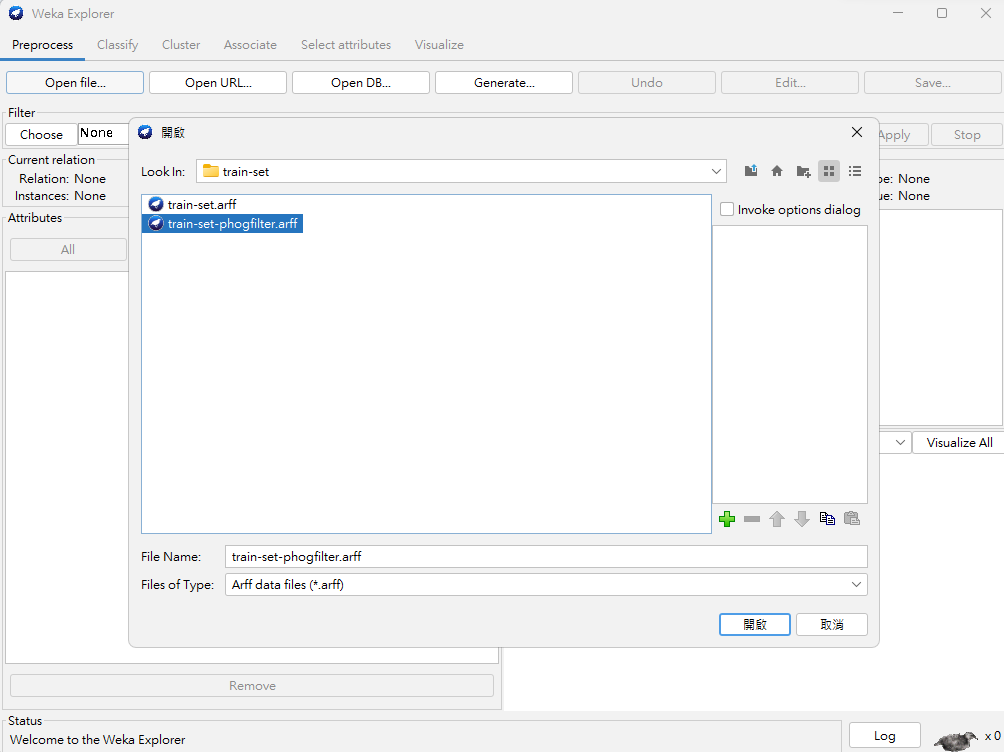 Weka Explorer
Preprocess Classify Cluster Associate Select attributes Visualize
Open file... Open URL... Open DB... Generate... Undo Edit... Save...
Filter
Choose None Apply Stop
開啟
Current relation
Relation: None
Instances: None
pe: None
ue: None
Attributes
All
Look In: train-set
train-set.arff
train-set-phogfilter.arff
Invoke options dialog
Visualize All
File Name: train-set-phogfilter.arff
Files of Type: Arff data files (*.arff)
開啟 取消
Remove
Status
Welcome to the Weka Explorer
Log x 0